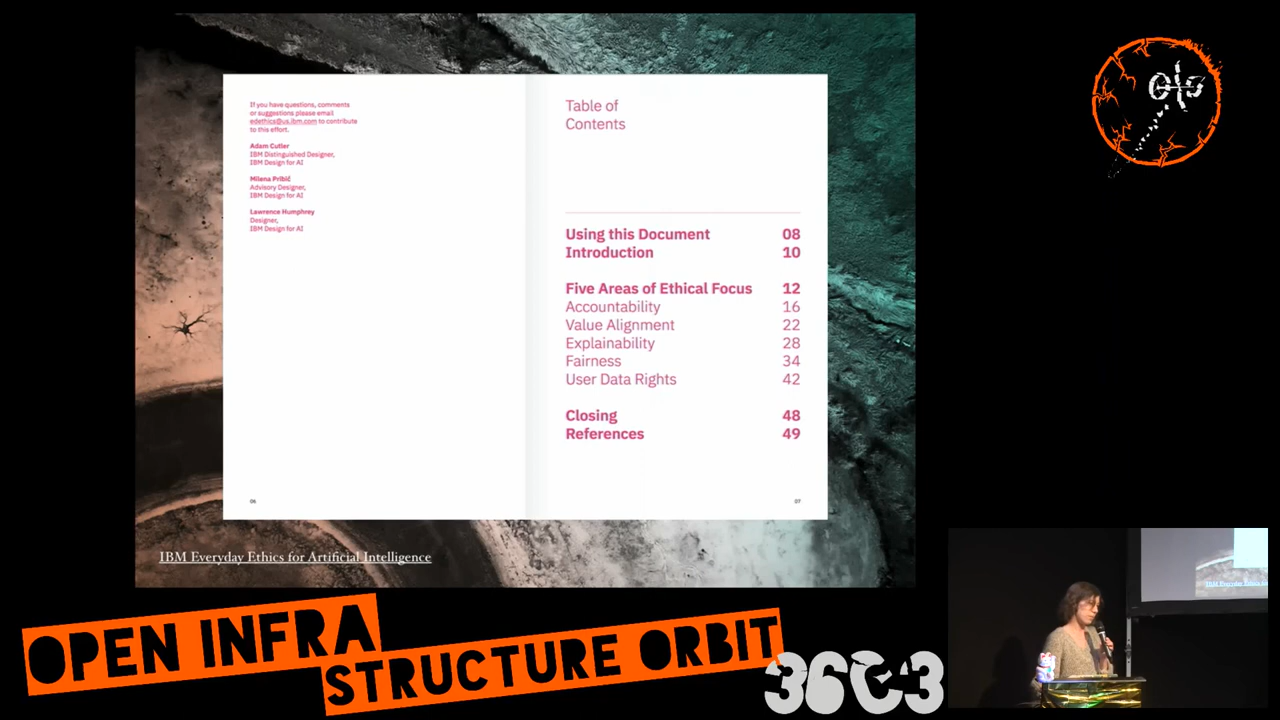 If you have questions, comments
or suggestions please email
edethics@us.ibm.com to contribute
to this effort.
Adam Cutler
IBM Distinguished Designer,
IBM Design for AI
Milena Pribić
Advisory Designer,
IBM Design for AI
Lawrence Humphrey
Designer,
IBM Design for AI
06
Table of
Contents
Using this Document 08
Introduction 10
Five Areas of Ethical Focus 12
Accountability 16
Value Alignment 22
Explainability 28
Fairness 34
User Data Rights 42
Closing 48
References 49
07
IBM Everyday Ethics for Artificial Intelligence
OIO
OPEN INFRA
STRUCTURE ORBIT
36C3